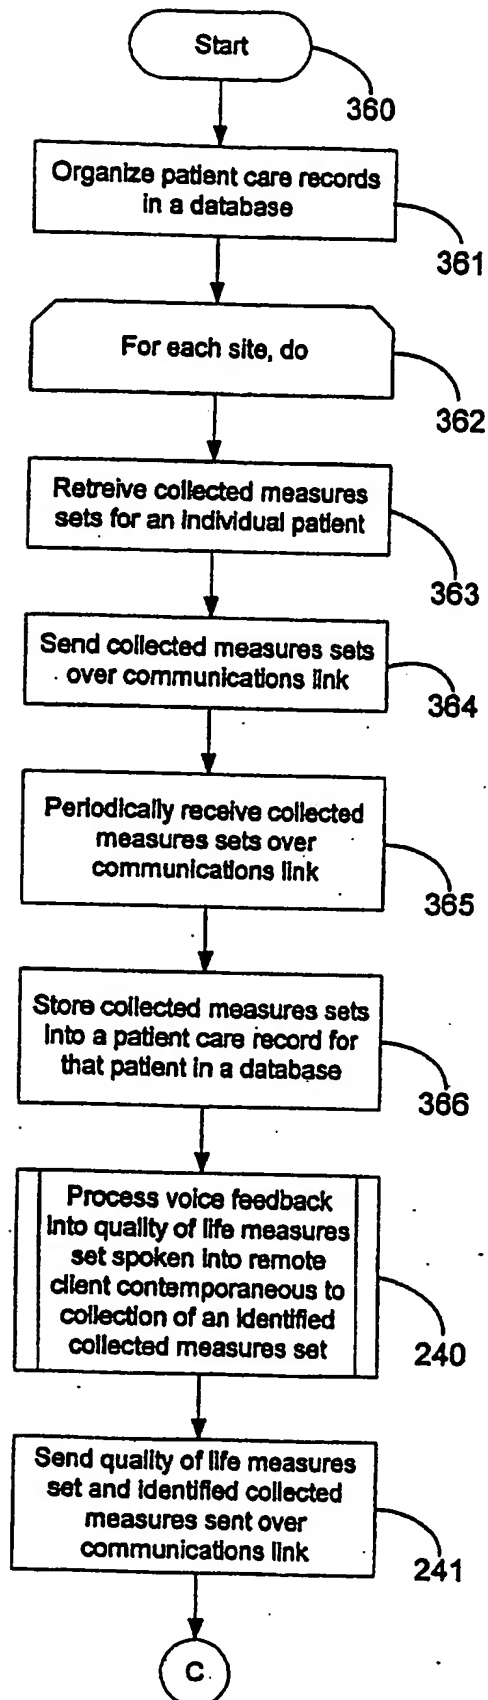 Start
360
Organize patient care records
in a database
361
For each site, do
362
Retreive collected measures
sets for an individual patient
363
Send collected measures sets
over communications link
364
Periodically receive collected
measures sets over
communications link
365
Store collected measures sets
into a patient care record for
that patient in a database
366
Process voice feedback
into quality of life measures
set spoken into remote
client contemporaneous to
collection of an identified
collected measures set
240
Send quality of life measures
set and identified collected
measures sent over
communications link
241
C